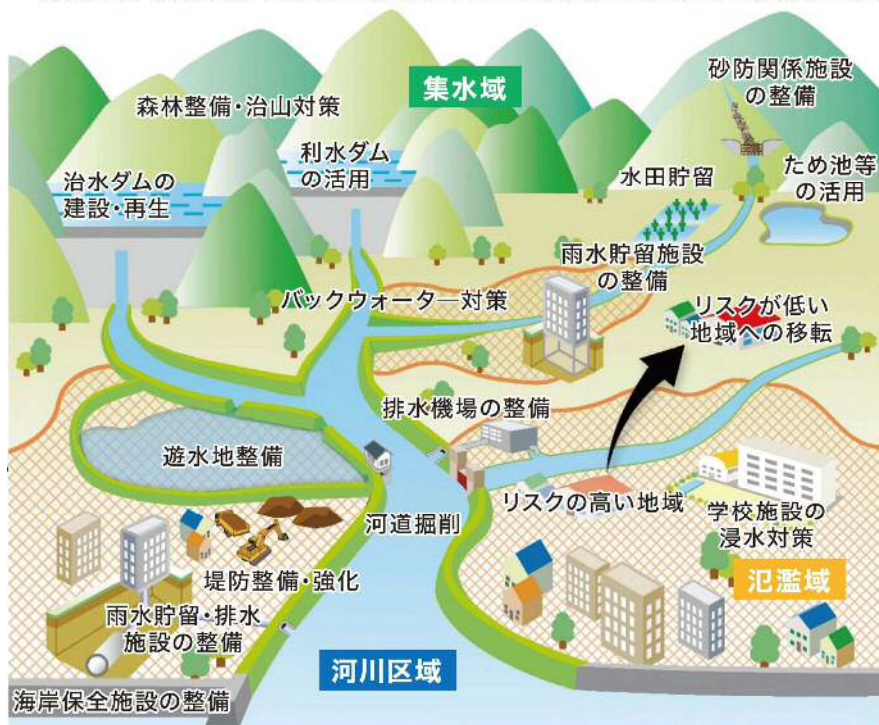 集水域
砂防関係施設
の整備
森林整備・治山対策
利水ダム
の活用
治水ダムの
建設・再生
水田貯留
ため池等
の活用
雨水貯留施設
の整備
バックウォーター対策
リスクが低い
地域への移転
排水機場の整備
遊水地整備
リスクの高い地域
学校施設の
浸水対策
河道掘削
堤防整備・強化
氾濫域
雨水貯留・排水
施設の整備
河川区域
海岸保全施設の整備